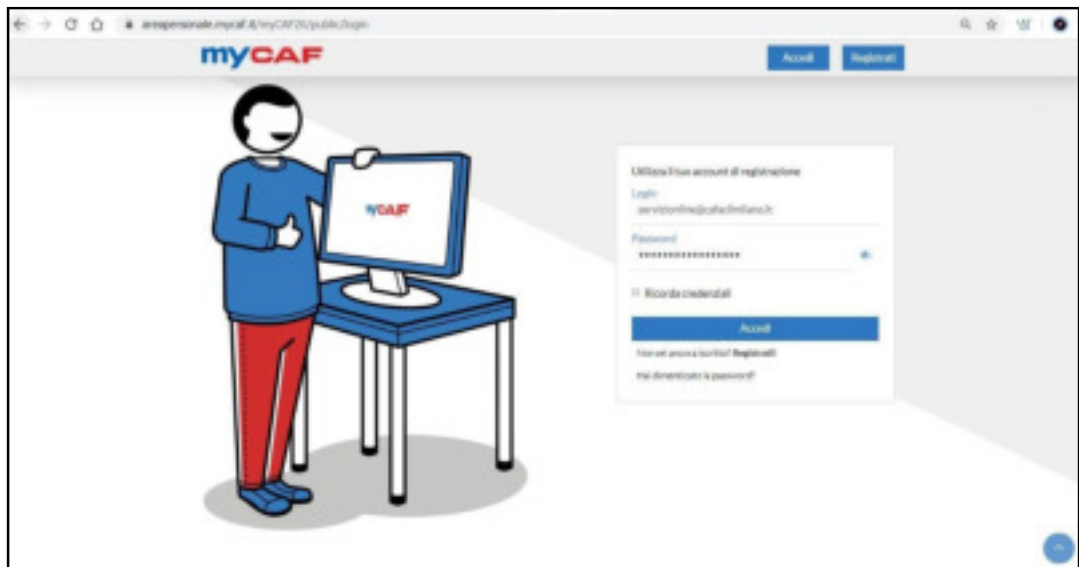 areapersonale.mycaf.it/myCAF20/public/login
myCAF
Accedi Registrati
Utilizza il tuo account di registrazione
Login
servizionline@cafaclimilano.it
Password
myCAF
Ricorda credenziali
Accedi
Non sei ancora iscritto? Registrati!
Hai dimenticato la password?